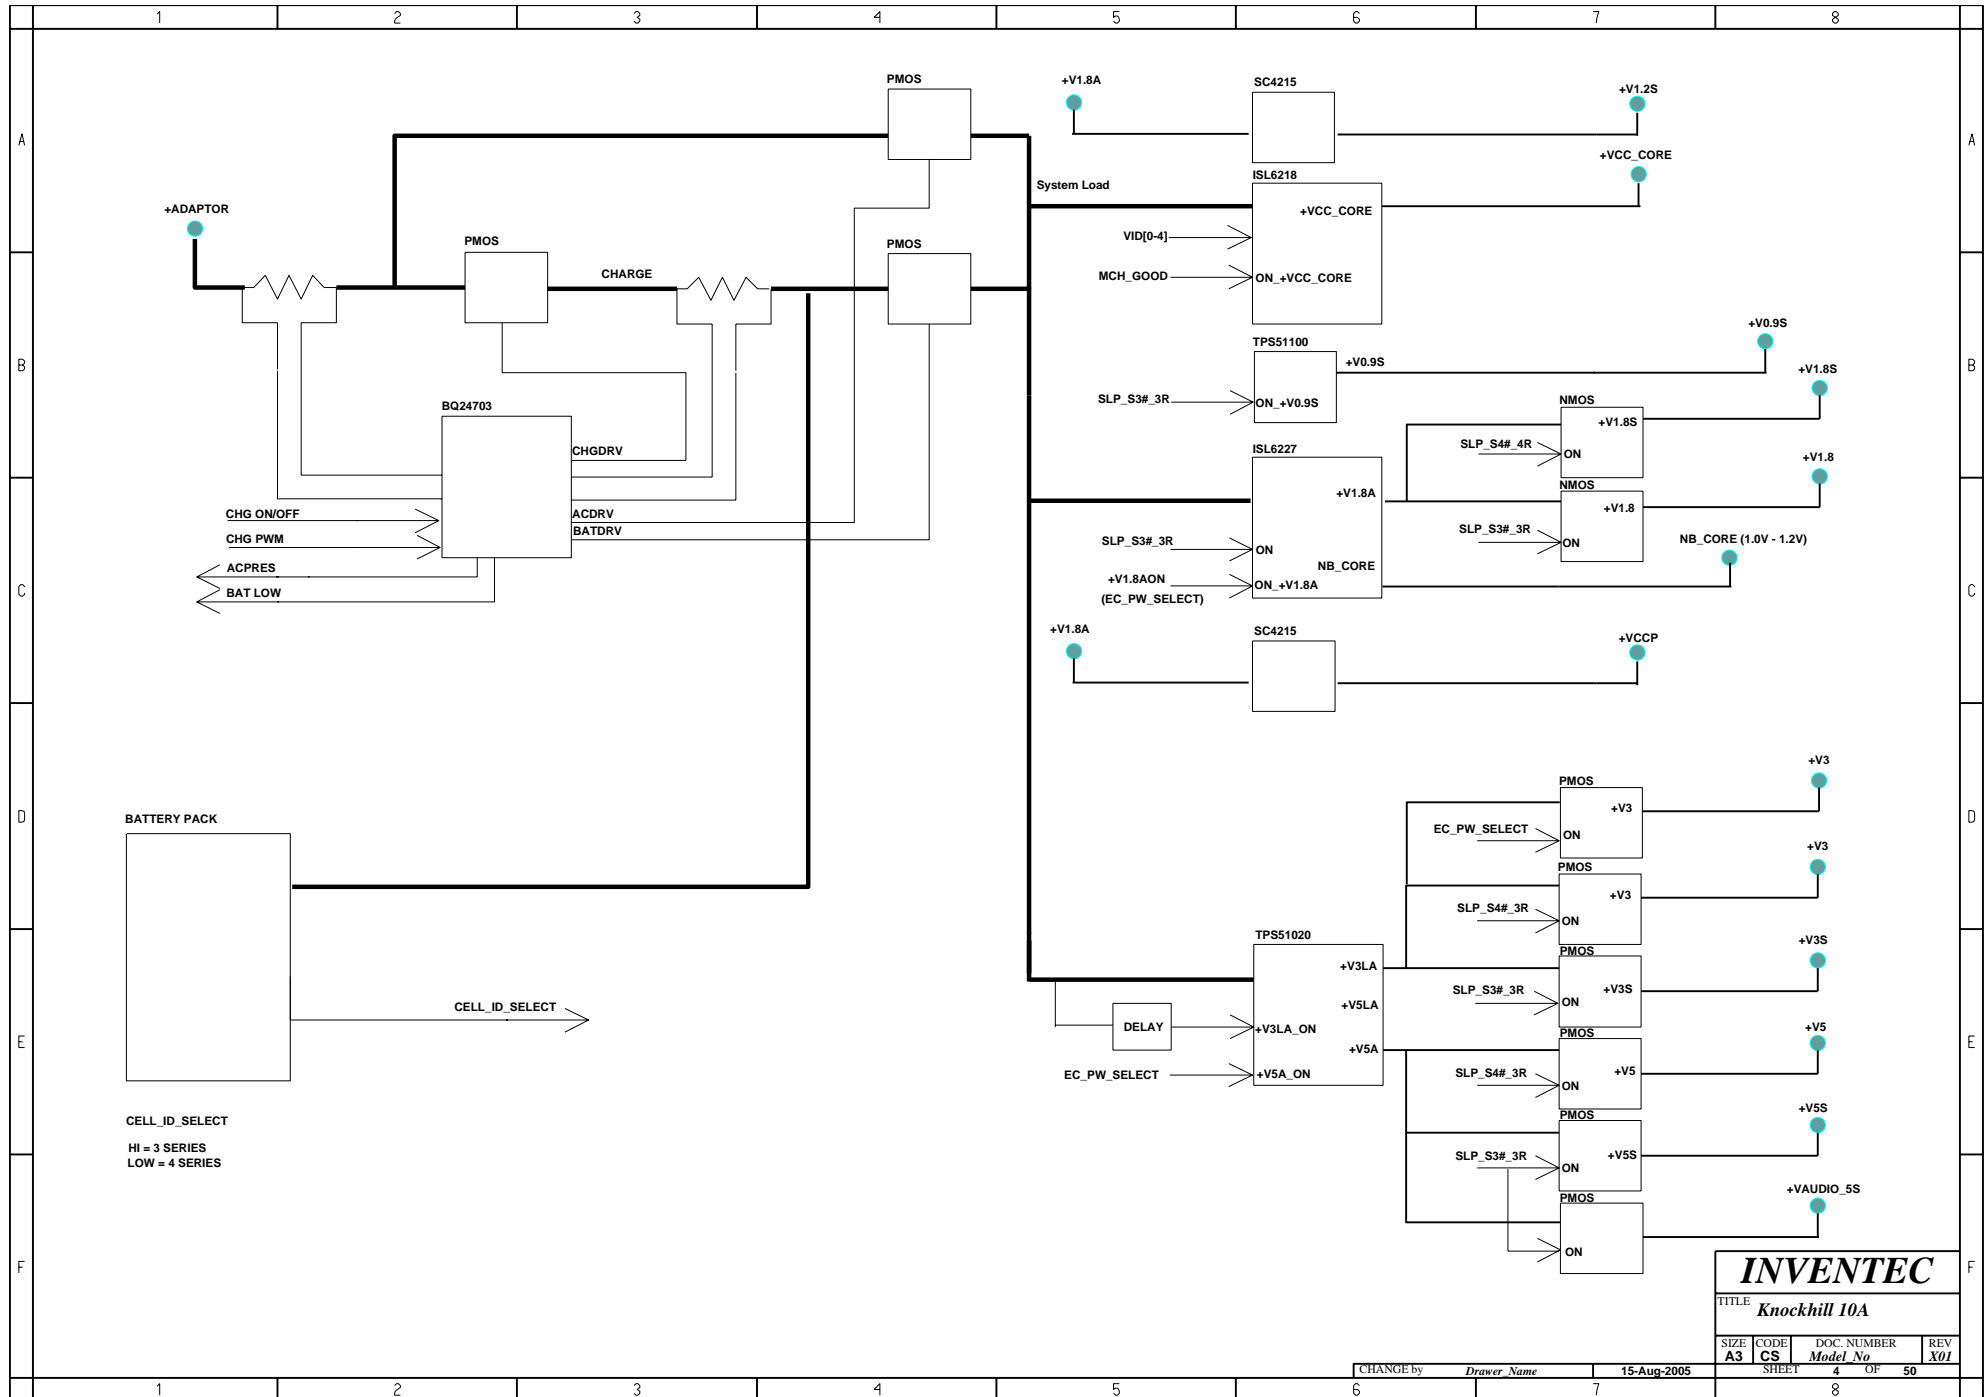 1 2 3 4 5 6 7 8
A A
B B
C C
D D
E E
F F
+ADAPTOR
PMOS
CHARGE
PMOS
PMOS
BQ24703
CHGDRV
ACDRV
BATDRV
CHG ON/OFF
CHG PWM
ACPRES
BAT LOW
BATTERY PACK
CELL_ID_SELECT
CELL_ID_SELECT
HI = 3 SERIES
LOW = 4 SERIES
System Load
+V1.8A
SC4215
+V1.2S
+VCC_CORE
ISL6218
+VCC_CORE
VID[0-4]
MCH_GOOD
ON_+VCC_CORE
TPS51100
+V0.9S
+V0.9S
SLP_S3#_3R
ON_+V0.9S
+V1.8S
NMOS
+V1.8S
SLP_S4#_4R
ON
ISL6227
+V1.8A
+V1.8
NMOS
+V1.8
SLP_S3#_3R
ON
SLP_S3#_3R
ON
NB_CORE
NB_CORE (1.0V - 1.2V)
+V1.8AON
(EC_PW_SELECT)
ON_+V1.8A
+V1.8A
SC4215
+VCCP
+V3
PMOS
+V3
EC_PW_SELECT
ON
+V3
PMOS
+V3
SLP_S4#_3R
ON
TPS51020
+V3LA
+V5LA
+V5A
DELAY
+V3LA_ON
EC_PW_SELECT
+V5A_ON
+V3S
PMOS
+V3S
SLP_S3#_3R
ON
+V5
PMOS
+V5
SLP_S4#_3R
ON
+V5S
PMOS
+V5S
SLP_S3#_3R
ON
+VAUDIO_5S
PMOS
ON
INVENTEC
TITLE Knockhill 10A
SIZE CODE DOC. NUMBER REV
A3 CS Model_No X01
CHANGE by Drawer_Name 15-Aug-2005 SHEET 4 OF 50
1 2 3 4 5 6 7 8